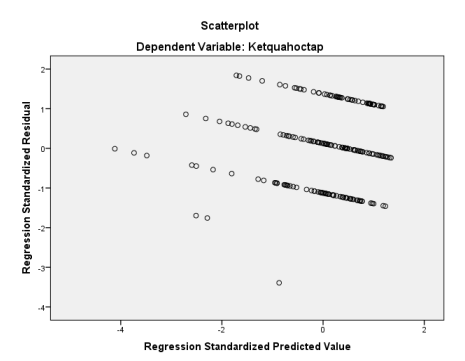 Scatterplot
Dependent Variable: Ketquahoctap
Regression Standardized Residual
2
1
0
-1
-2
-3
-4
-4
-2
0
2
Regression Standardized Predicted Value